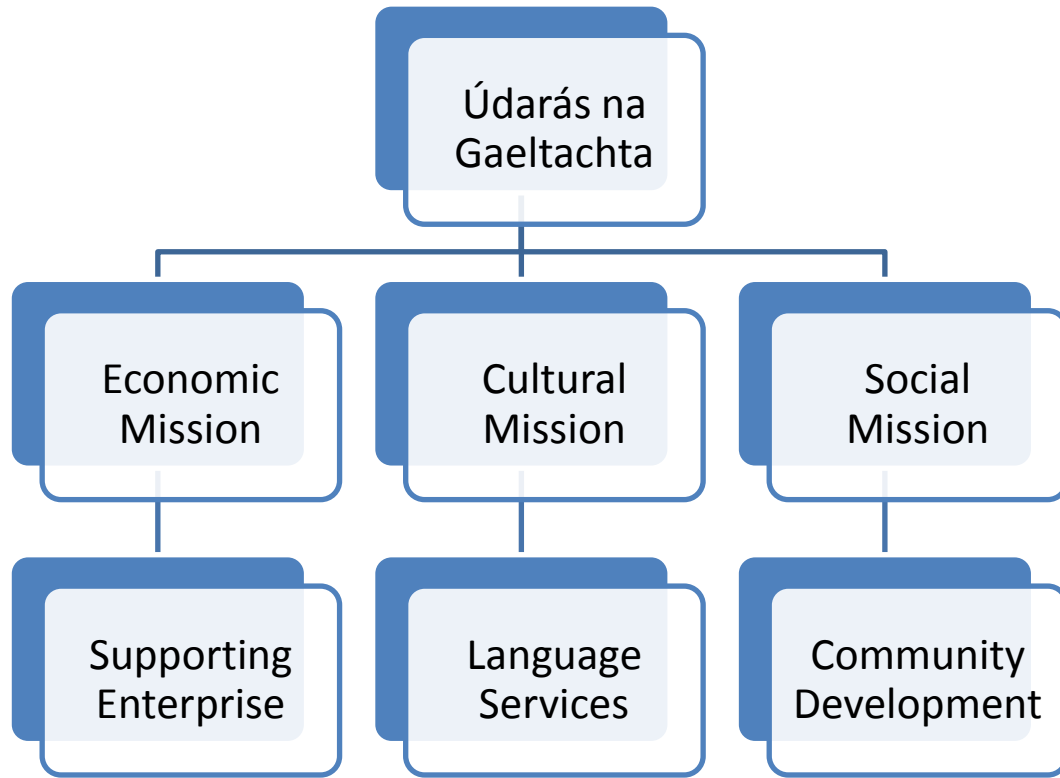 Údarás na
Gaeltachta
Economic
Mission
Cultural
Mission
Social
Mission
Supporting
Enterprise
Language
Services
Community
Development